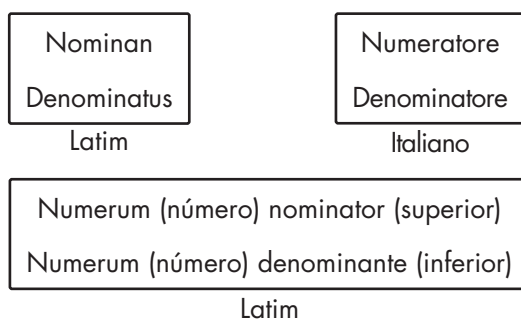 Nominan
Denominatus
Latim
Numeratore
Denominatore
Italiano
Numerum (número) nominator (superior)
Numerum (número) denominante (inferior)
Latim